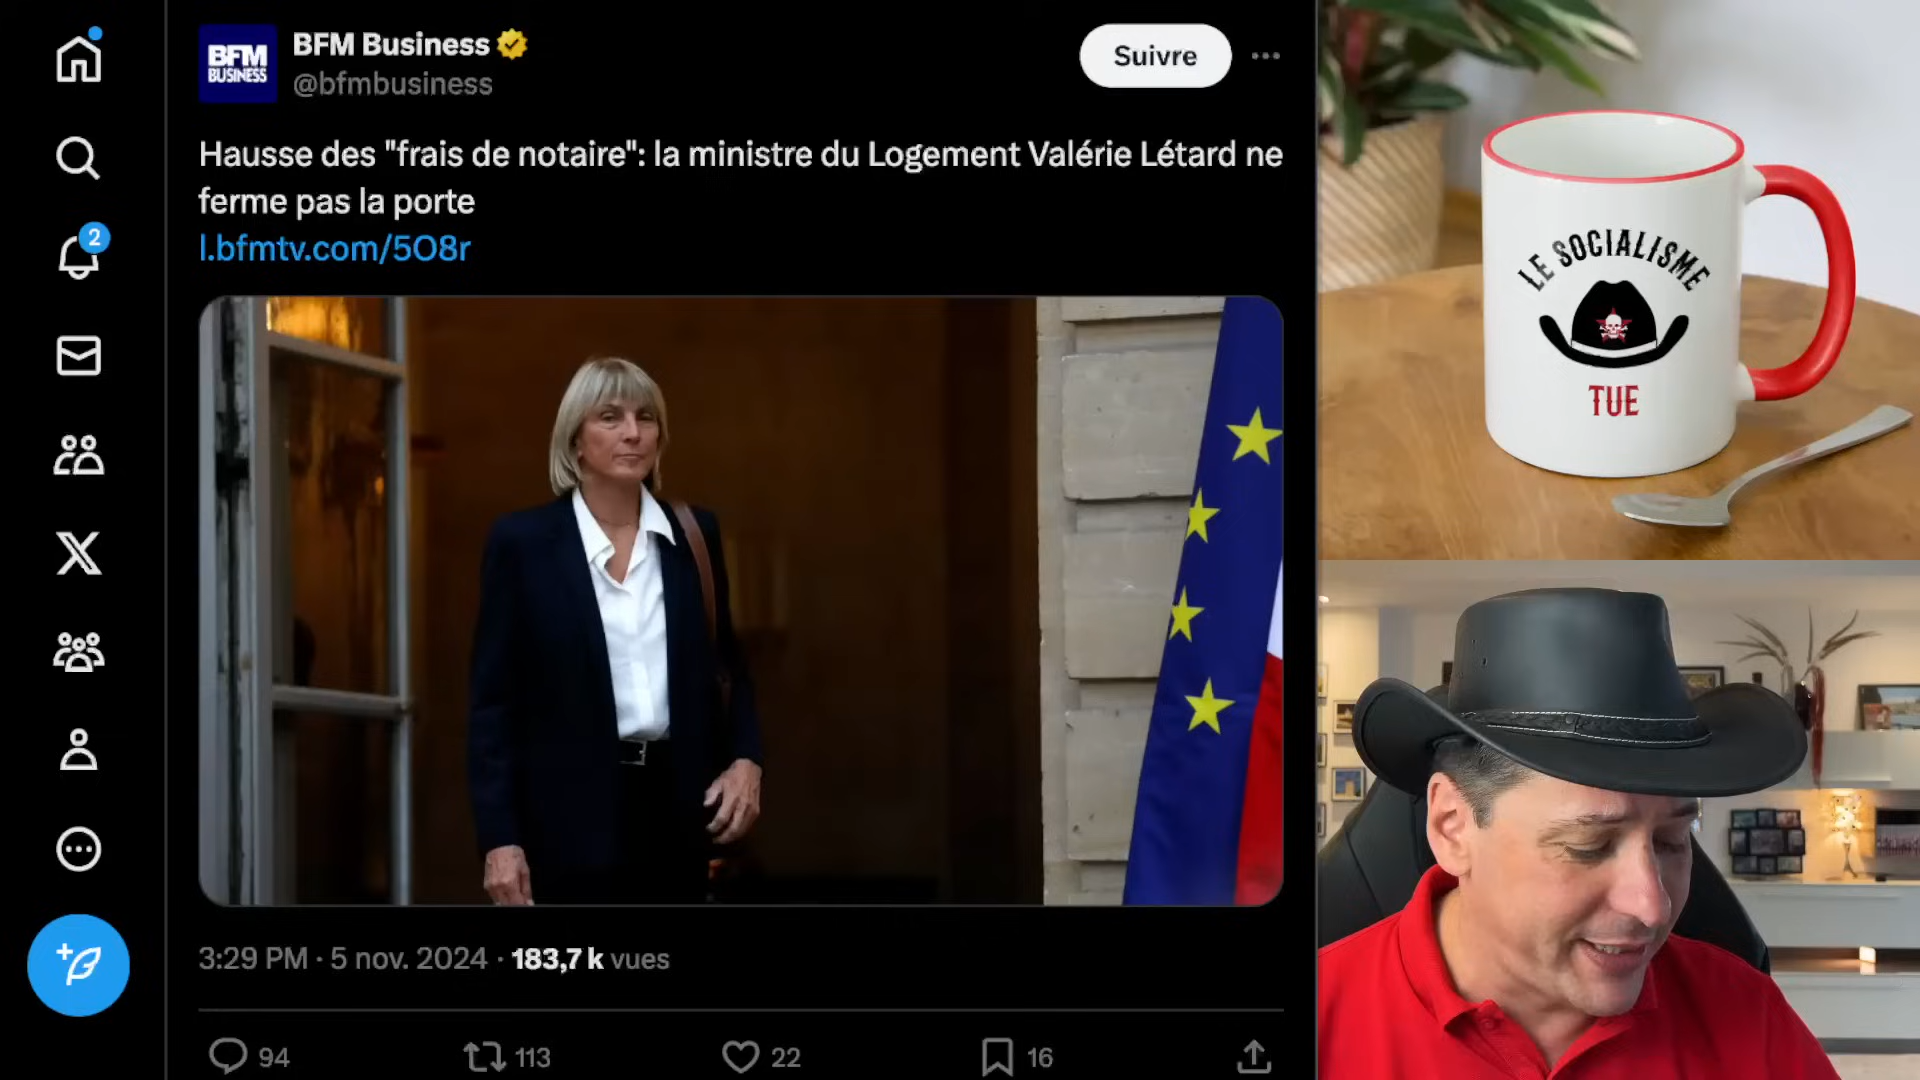 BFM
BUSINESS
BFM Business
@bfmbusiness
Suivre
Hausse des "frais de notaire": la ministre du Logement Valérie Létard ne
ferme pas la porte
l.bfmtv.com/5O8r
2
3:29 PM · 5 nov. 2024 · 183,7 k vues
94
113
22
16
LE SOCIALISME
TUE